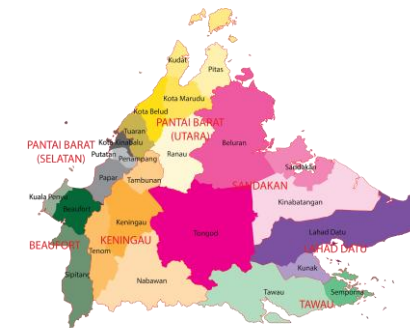 Kudat
Pitas
Kota Marudu
Kota Belud
PANTAI BARAT
(UTARA)
Tuaran
Kota Kinabalu
PANTAI BARAT
(SELATAN)
Putatan
Penampang
Ranau
Beluran
Sandakan
SANDAKAN
Papar
Tambunan
Kinabatangan
Kuala Penyu
Beaufort
Keningau
Tongod
Lahad Datu
LAHAD DATU
BEAUFORT
KENINGAU
Tenom
Kunak
Sipitang
Nabawan
Tawau
Semporna
TAWAU